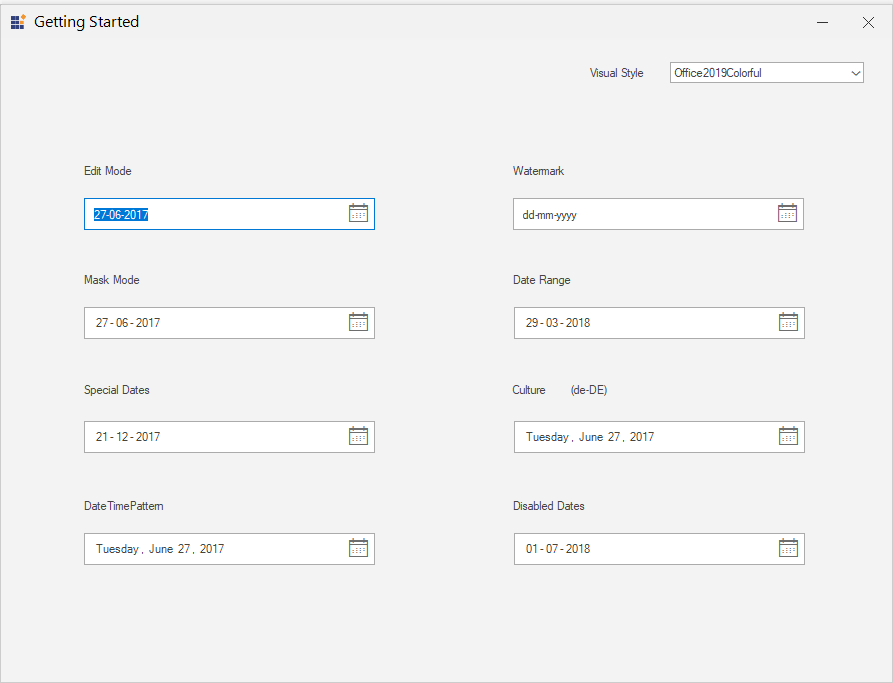 Getting Started
Visual Style Office2019Colorful
Edit Mode Watermark
27-06-2017 dd-mm-yyyy
Mask Mode Date Range
27 - 06 - 2017 29 - 03 - 2018
Special Dates Culture (de-DE)
21 - 12 - 2017 Tuesday , June 27 , 2017
DateTimePattern Disabled Dates
Tuesday , June 27 , 2017 01 - 07 - 2018